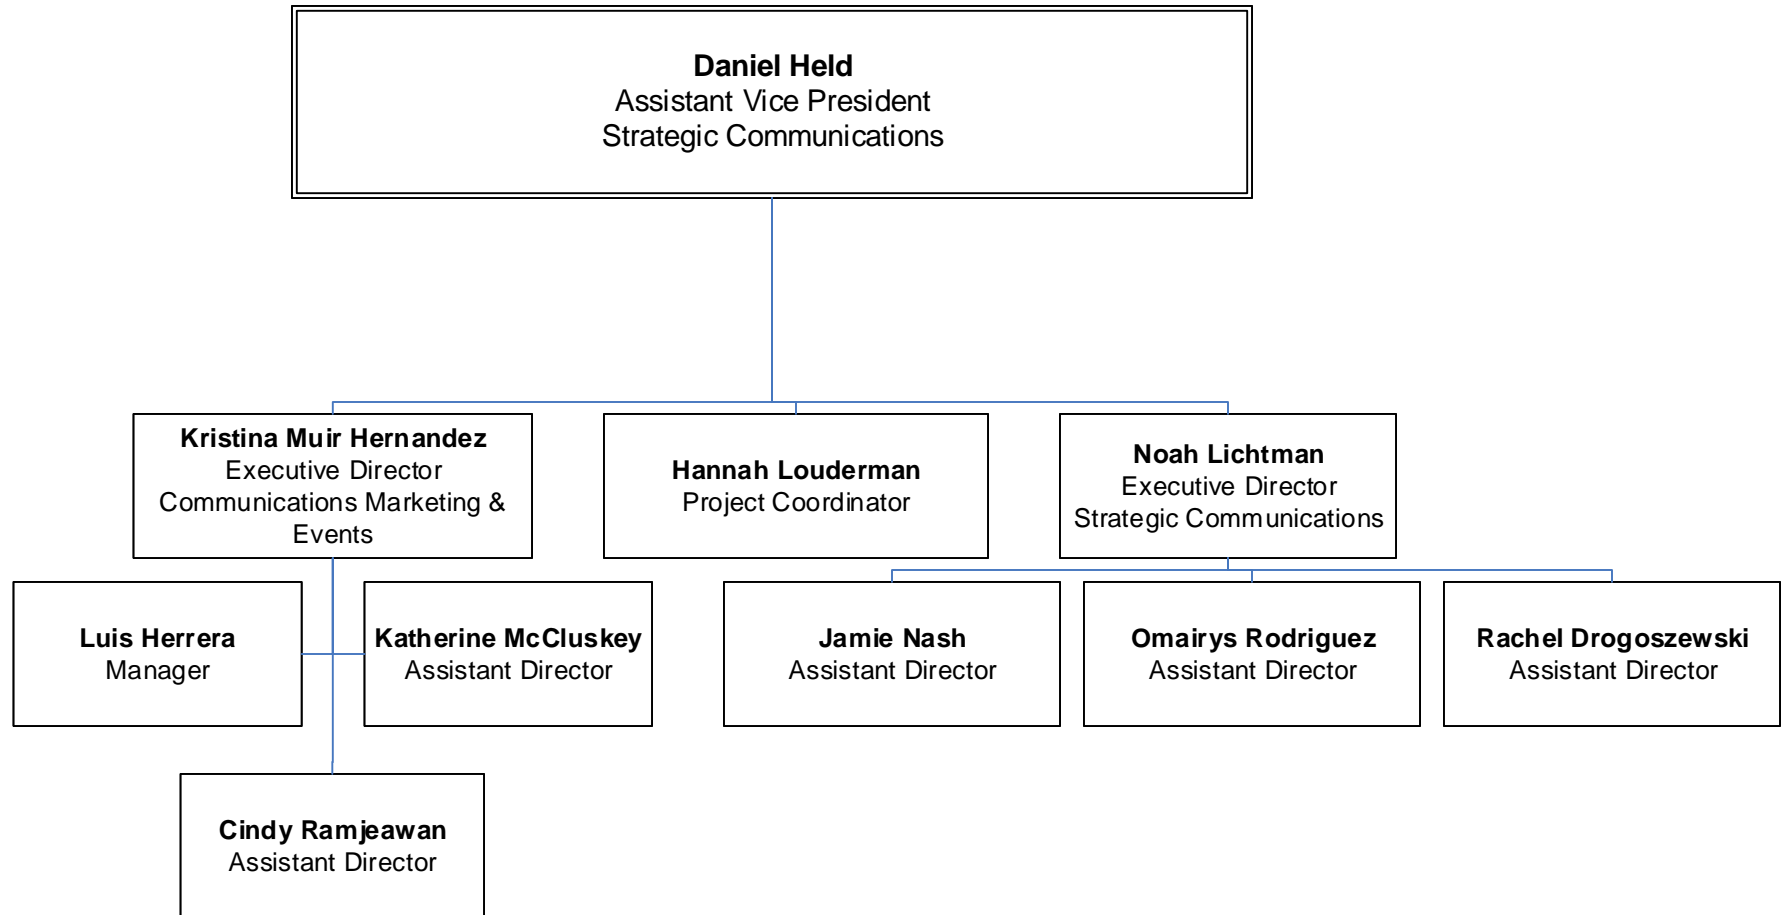 Daniel Held
Assistant Vice President
Strategic Communications
Kristina Muir Hernandez
Executive Director
Communications Marketing &
Events
Hannah Louderman
Project Coordinator
Noah Lichtman
Executive Director
Strategic Communications
Luis Herrera
Manager
Katherine McCluskey
Assistant Director
Jamie Nash
Assistant Director
Omairys Rodriguez
Assistant Director
Rachel Drogoszewski
Assistant Director
Cindy Ramjeawan
Assistant Director